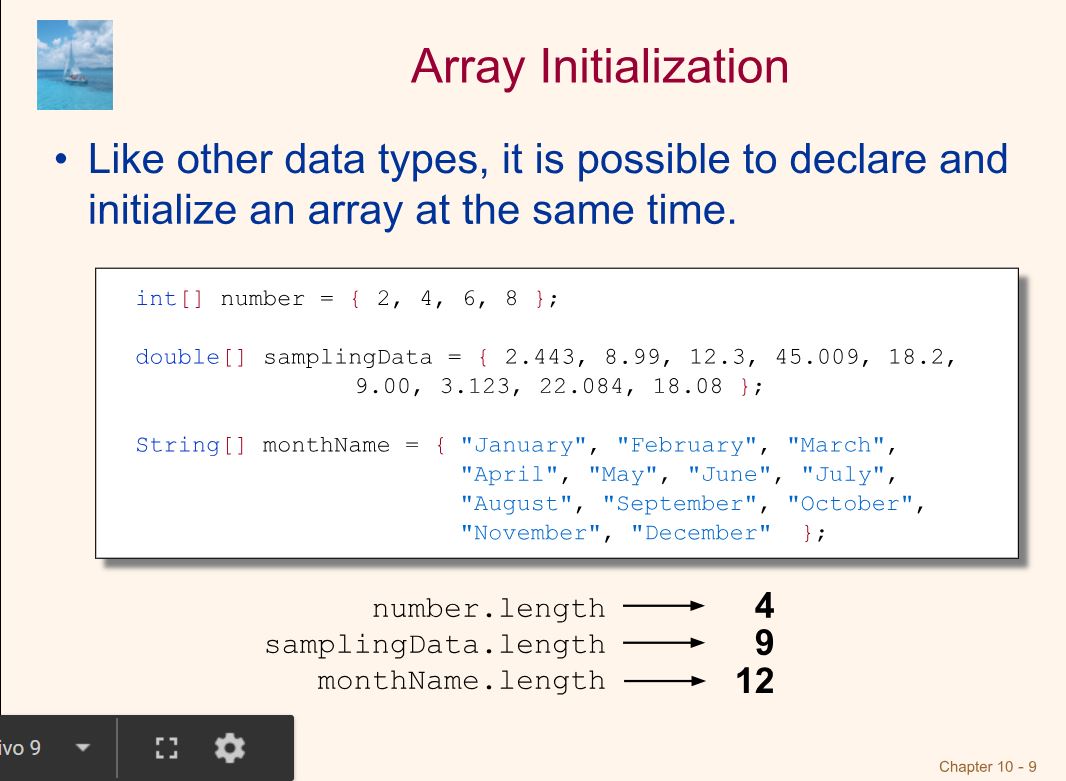 Array Initialization
• Like other data types, it is possible to declare and
initialize an array at the same time.
int[] number = { 2, 4, 6, 8 };
double[] samplingData = { 2.443, 8.99, 12.3, 45.009, 18.2,
9.00, 3.123, 22.084, 18.08 };
String[] monthName = { "January", "February", "March",
"April", "May", "June", "July",
"August", "September", "October",
"November", "December" };
number.length 4
samplingData.length 9
monthName.length 12
ivo 9
Chapter 10 - 9